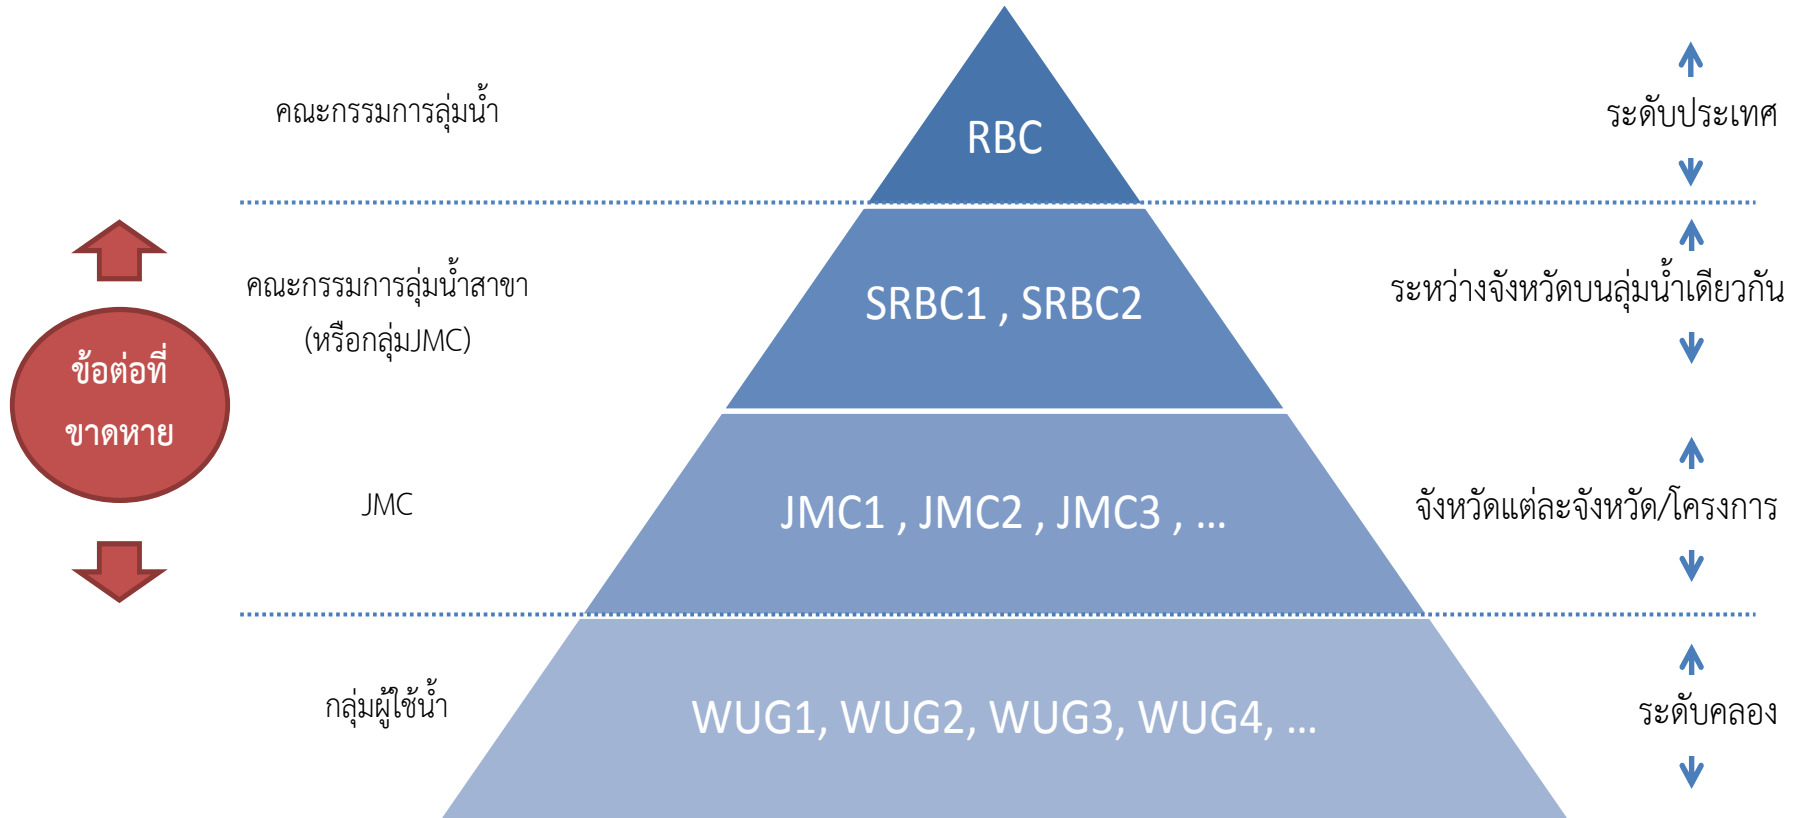 คณะกรรมการลุ่มน้ำ
RBC
ระดับประเทศ
คณะกรรมการลุ่มน้ำสาขา
(หรือกลุ่มJMC)
SRBC1 , SRBC2
ระหว่างจังหวัดบนลุ่มน้ำเดียวกัน
ข้อต่อที่
ขาดหาย
JMC
JMC1 , JMC2 , JMC3 , ...
จังหวัดแต่ละจังหวัด/โครงการ
กลุ่มผู้ใช้น้ำ
WUG1, WUG2, WUG3, WUG4, ...
ระดับคลอง